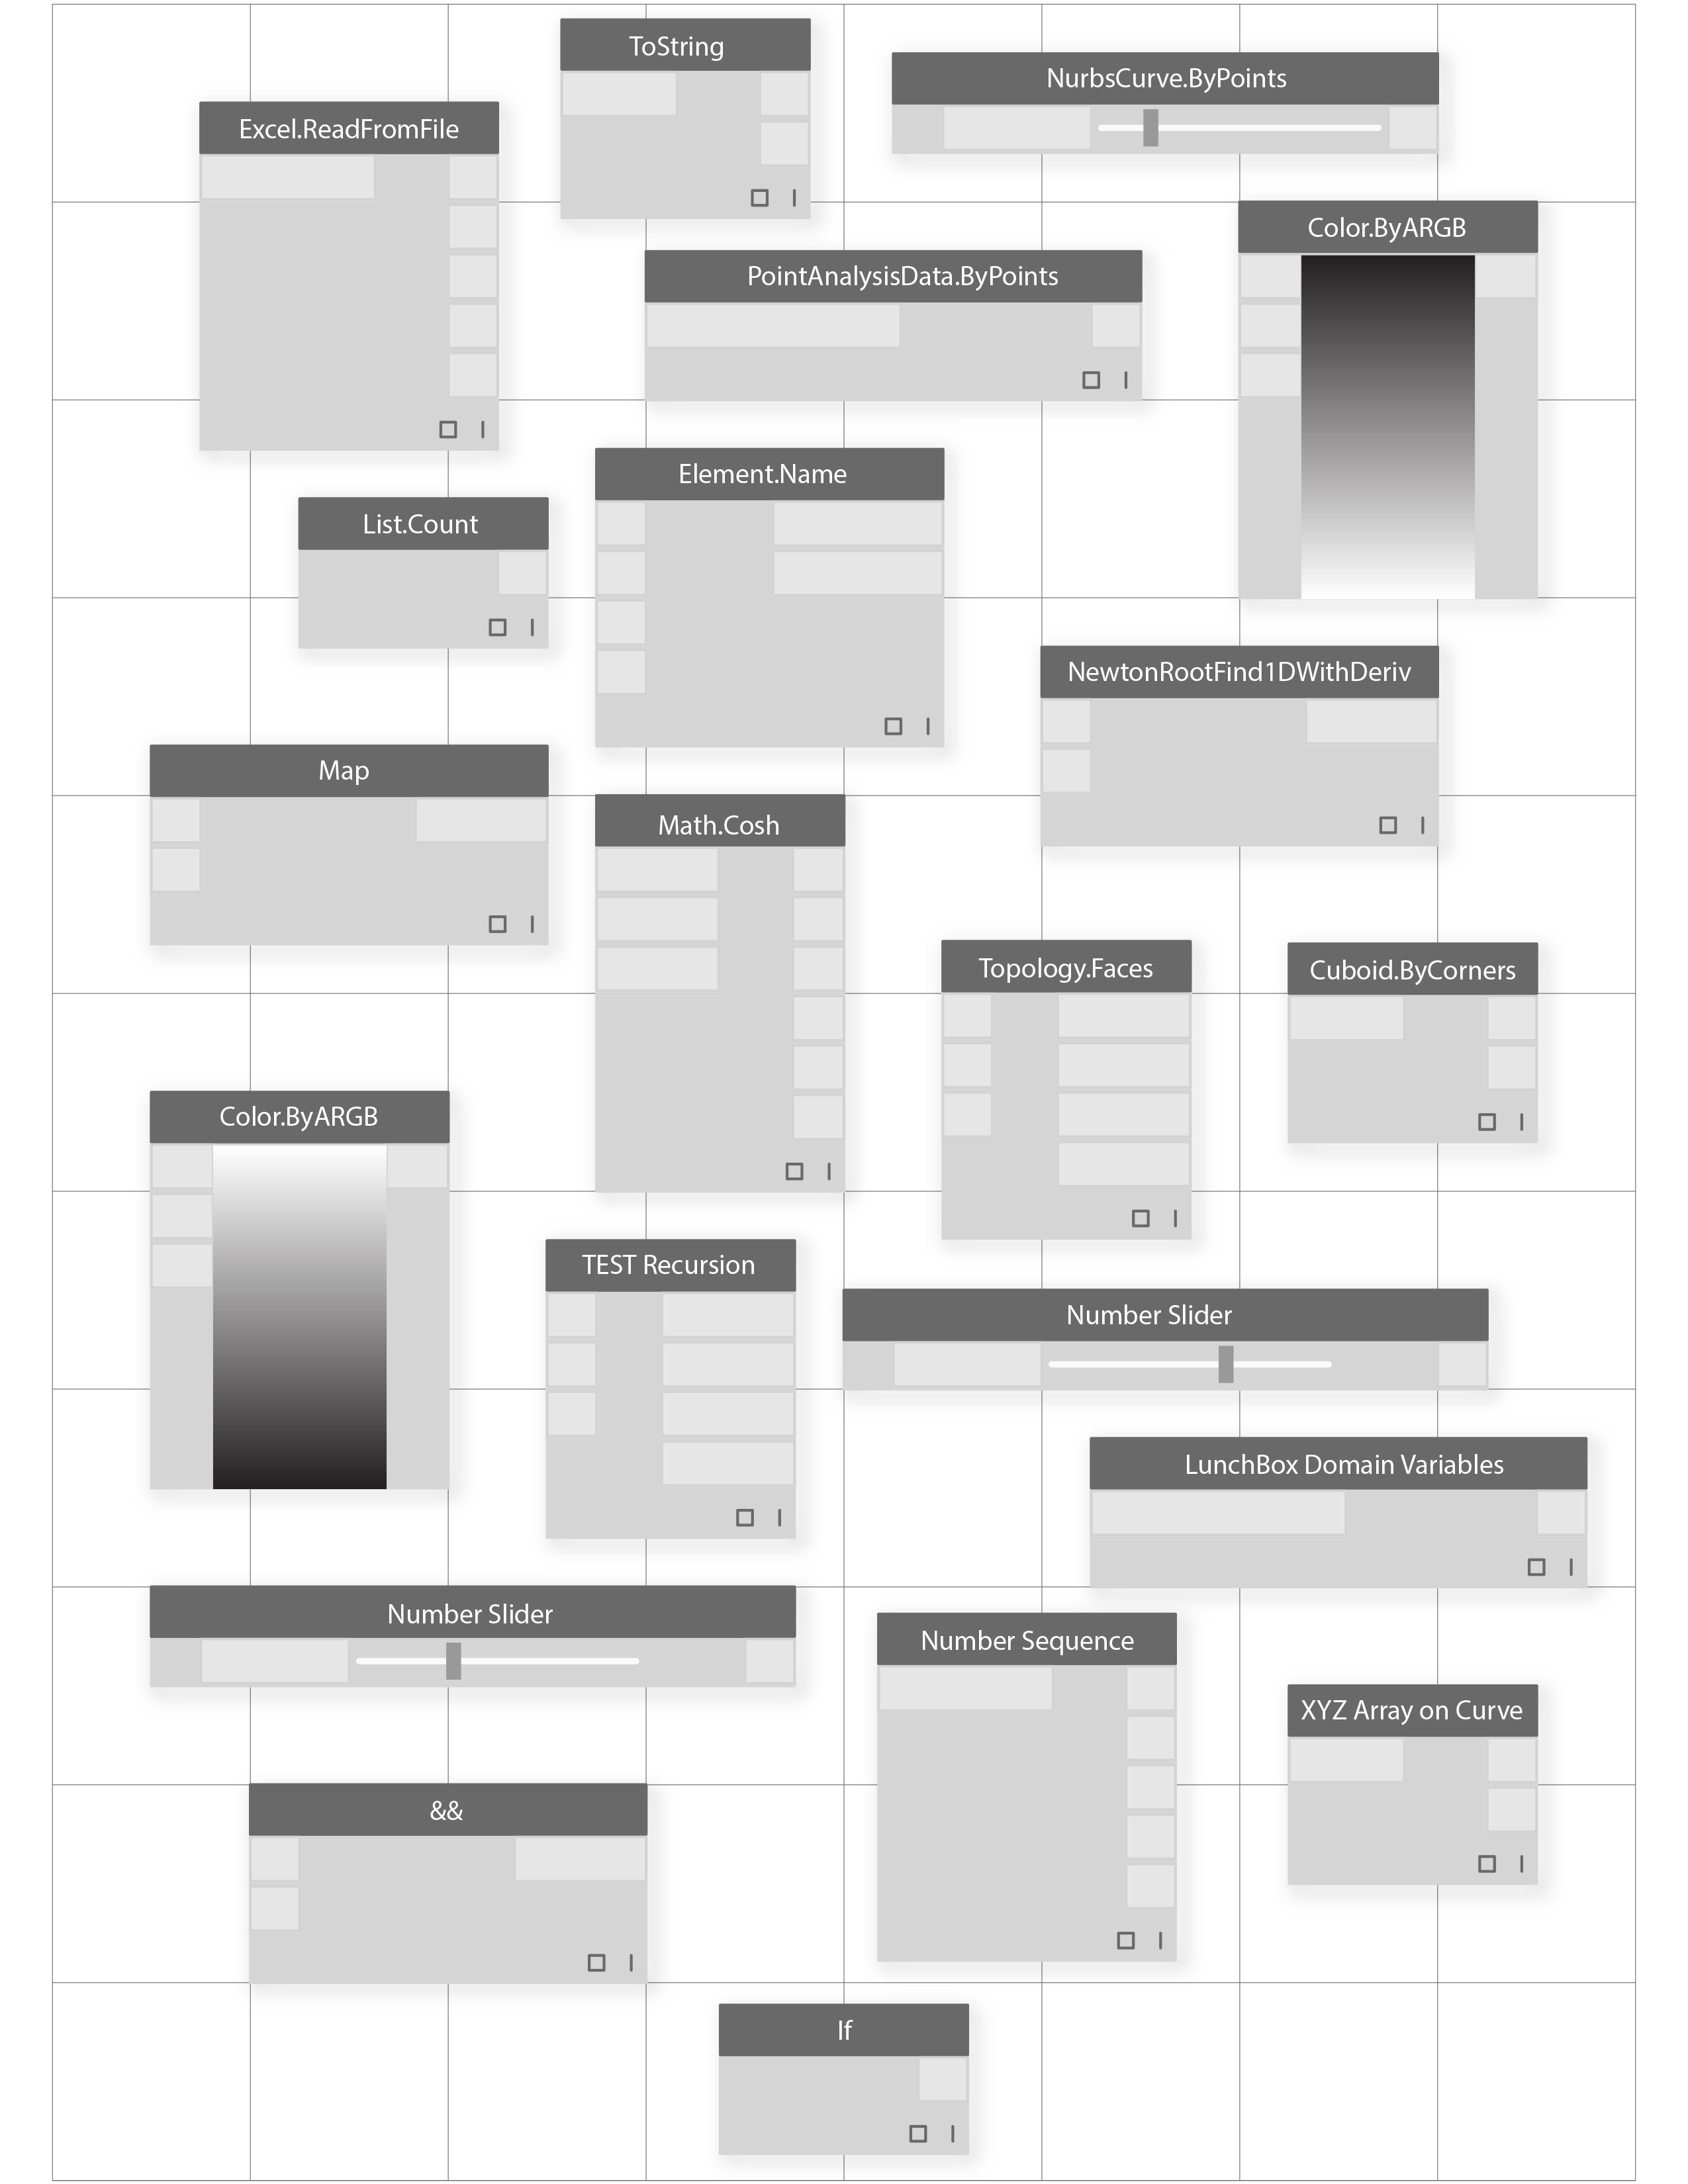 ToString
NurbsCurve.ByPoints
Excel.ReadFromFile
Color.ByARGB
PointAnalysisData.ByPoints
Element.Name
List.Count
NewtonRootFind1DWithDeriv
Map
Math.Cosh
Topology.Faces
Cuboid.ByCorners
Color.ByARGB
TEST Recursion
Number Slider
LunchBox Domain Variables
Number Slider
Number Sequence
XYZ Array on Curve
&&
If